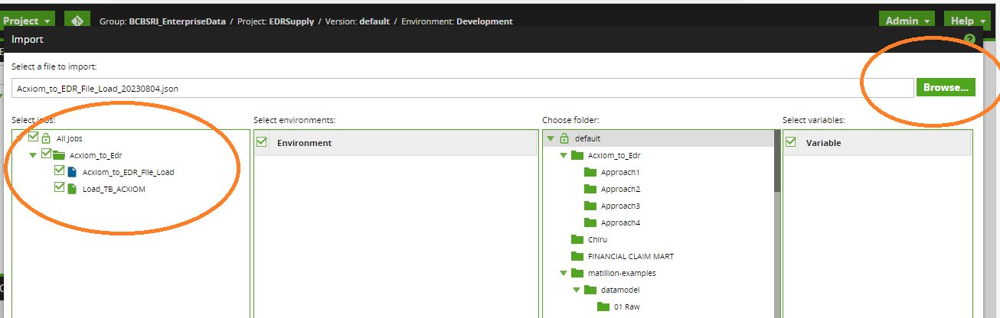 Project
Group: BCBSRI_EnterpriseData / Project: EDRSupply / Version: default / Environment: Development
Admin
Help
Import
?
Select a file to import:
Acxiom_to_EDR_File_Load_20230804.json
Browse...
Select jobs:
All Jobs
Acxiom_to_Edr
Acxiom_to_EDR_File_Load
Load_TB_ACXIOM
Select environments:
Environment
Choose folder:
default
Acxiom_to_Edr
Approach1
Approach2
Approach3
Approach4
Chiru
FINANCIAL CLAIM MART
matillion-examples
datamodel
01 Raw
Select variables:
Variable